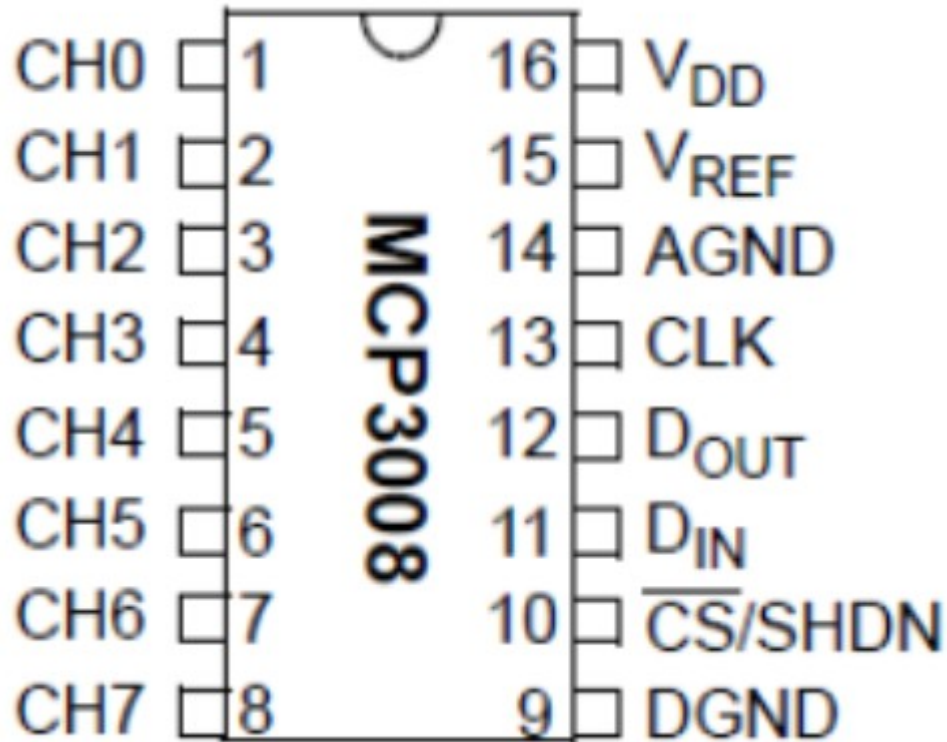 CH0 1 16 VDD
CH1 2 15 VREF
CH2 3 14 AGND
CH3 4 13 CLK
CH4 5 12 DOUT
CH5 6 11 DIN
CH6 7 10 C̅S̅/SHDN
CH7 8 9 DGND
MCP3008